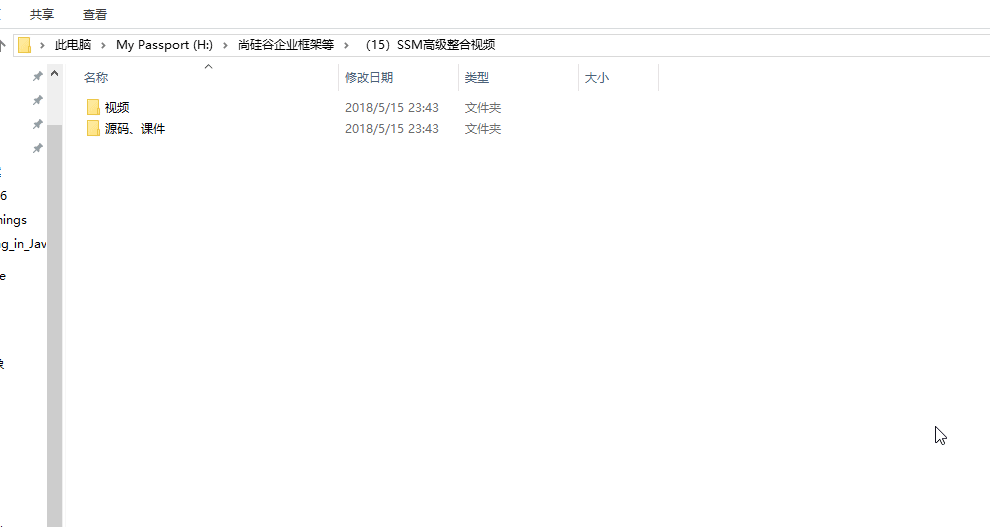 共享 查看
此电脑 › My Passport (H:) › 尚硅谷企业框架等 › （15）SSM高级整合视频
名称 修改日期 类型 大小
视频 2018/5/15 23:43 文件夹
源码、课件 2018/5/15 23:43 文件夹
6
nings
g_in_Jav
e